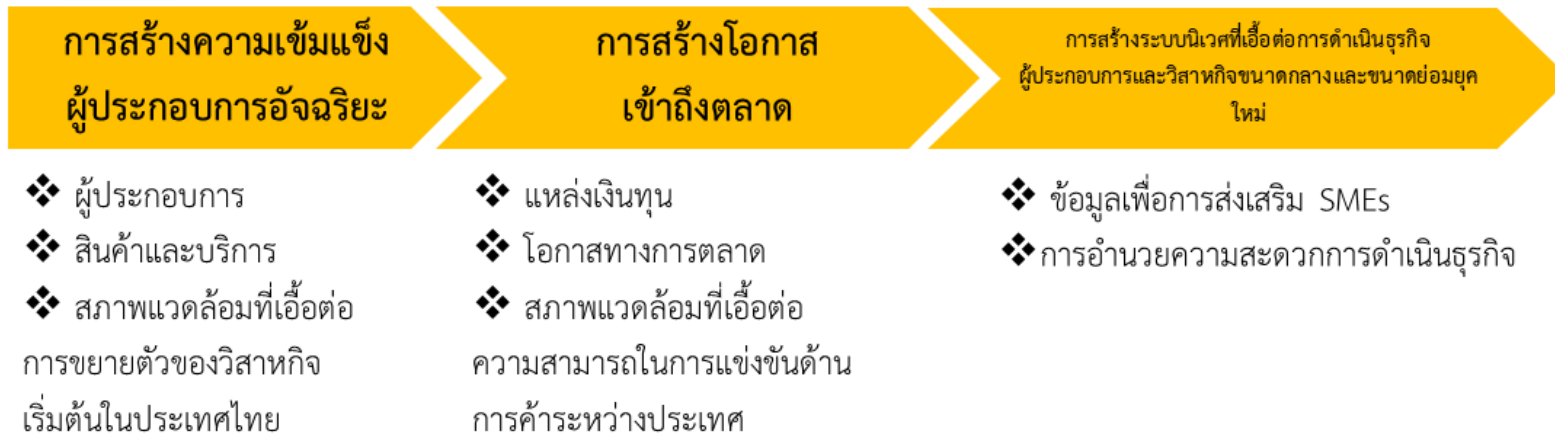 การสร้างความเข้มแข็ง
ผู้ประกอบการอัจฉริยะ
❖ ผู้ประกอบการ
❖ สินค้าและบริการ
❖ สภาพแวดล้อมที่เอื้อต่อ
การขยายตัวของวิสาหกิจ
เริ่มต้นในประเทศไทย
การสร้างโอกาส
เข้าถึงตลาด
❖ แหล่งเงินทุน
❖ โอกาสทางการตลาด
❖ สภาพแวดล้อมที่เอื้อต่อ
ความสามารถในการแข่งขันด้าน
การค้าระหว่างประเทศ
การสร้างระบบนิเวศที่เอื้อต่อการดำเนินธุรกิจ
ผู้ประกอบการและวิสาหกิจขนาดกลางและขนาดย่อมยุค
ใหม่
❖ ข้อมูลเพื่อการส่งเสริม SMEs
❖การอำนวยความสะดวกการดำเนินธุรกิจ